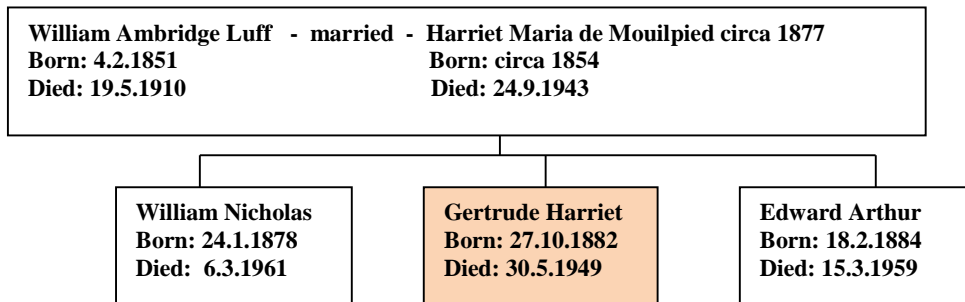 William Ambridge Luff - married - Harriet Maria de Mouilpied circa 1877
Born: 4.2.1851 Born: circa 1854
Died: 19.5.1910 Died: 24.9.1943
William Nicholas
Born: 24.1.1878
Died: 6.3.1961
Gertrude Harriet
Born: 27.10.1882
Died: 30.5.1949
Edward Arthur
Born: 18.2.1884
Died: 15.3.1959